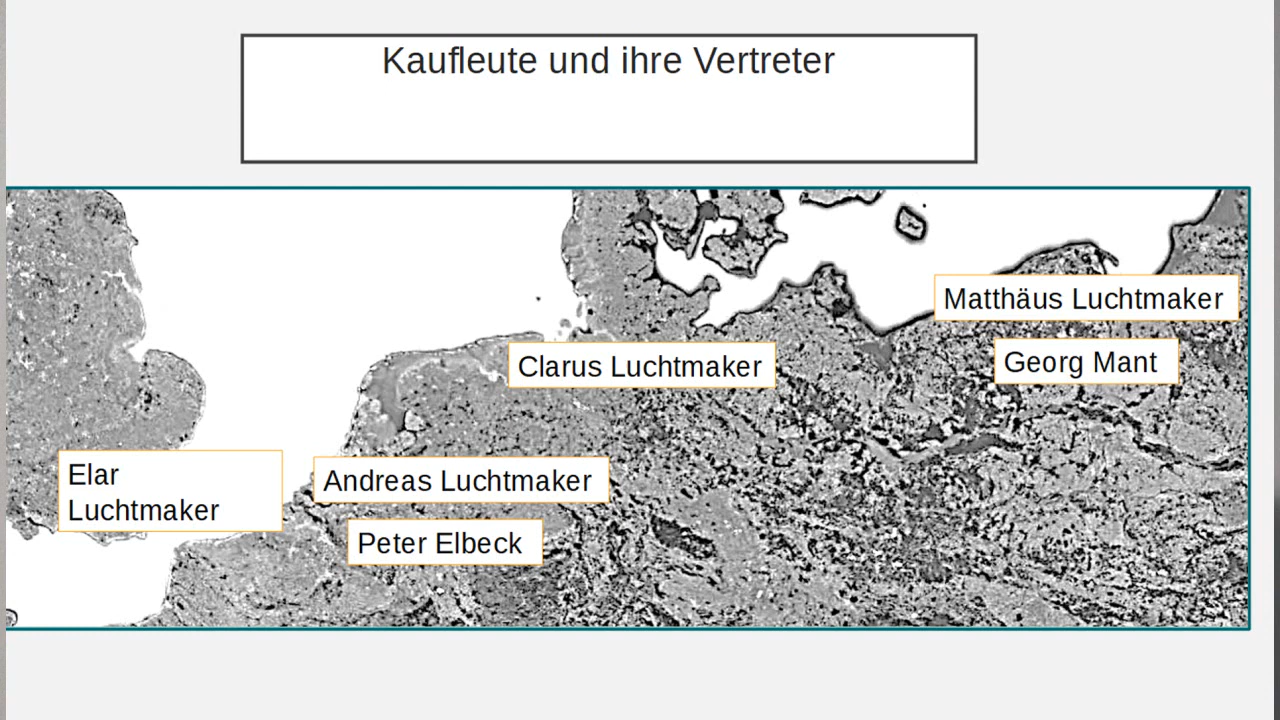 Kaufleute und ihre Vertreter
Matthäus Luchtmaker
Georg Mant
Clarus Luchtmaker
Elar
Luchtmaker
Andreas Luchtmaker
Peter Elbeck